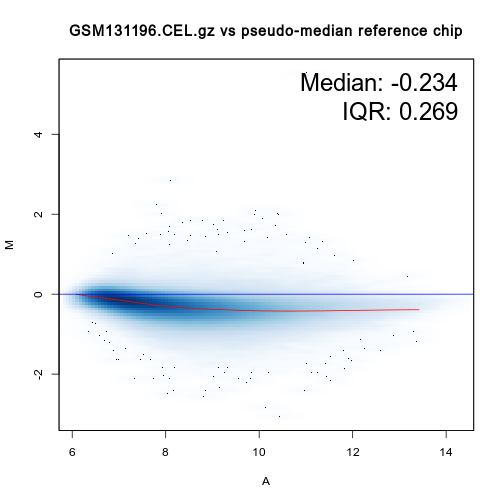 GSM131196.CEL.gz vs pseudo-median reference chip
Median: -0.234
IQR: 0.269
4
2
0
-2
M
6 8 10 12 14
A